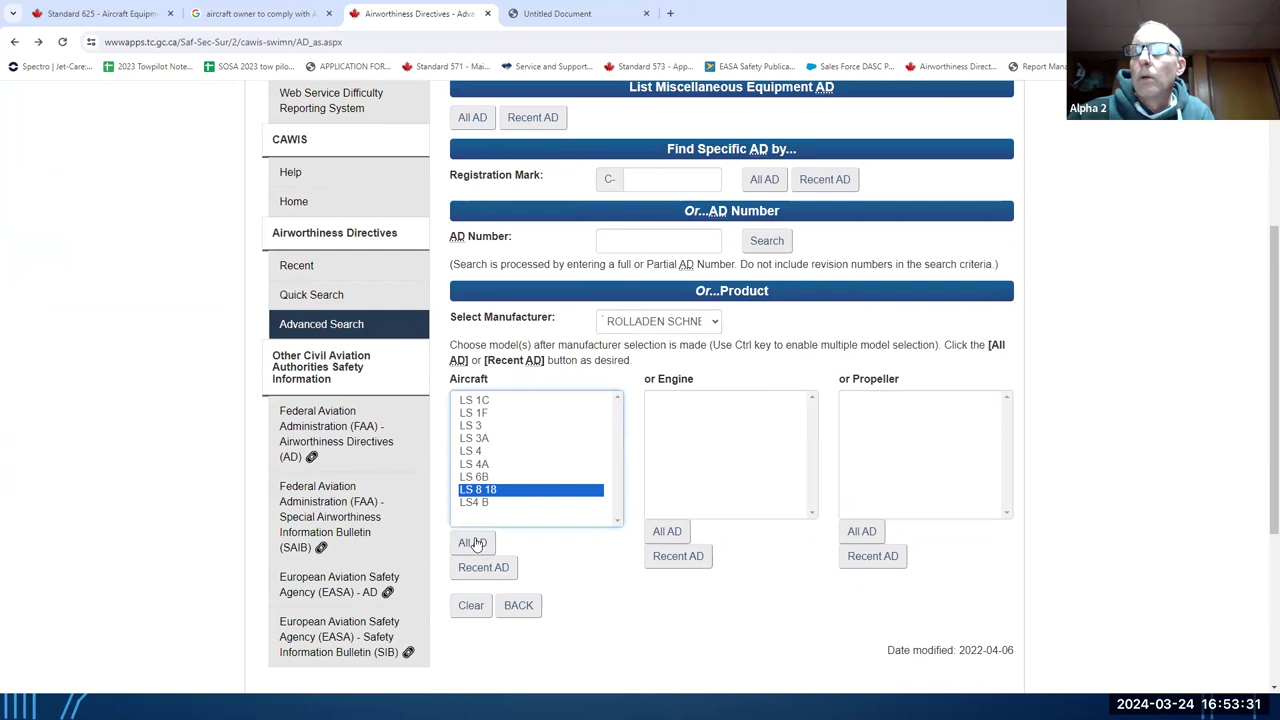 Standard 625 - Aircraft Equipm
aircraft owner to comply with A
Airworthiness Directives - Adva
Untitled Document
wwwapps.tc.gc.ca/Saf-Sec-Sur/2/cawis-swimn/AD_as.aspx
Spectro | Jet-Care:...
2023 Towpilot Note...
SOSA 2023 tow pilo...
APPLICATION FOR...
Standard 571 - Mai...
Service and Support...
Standard 573 - App...
EASA Safety Publica...
Sales Force DASC P...
Airworthiness Direct...
Report Mana
Alpha 2
Web Service Difficulty
Reporting System
CAWIS
Help
Home
Airworthiness Directives
Recent
Quick Search
Advanced Search
Other Civil Aviation
Authorities Safety
Information
Federal Aviation
Administration (FAA) -
Airworthiness Directives
(AD)
Federal Aviation
Administration (FAA) -
Special Airworthiness
Information Bulletin
(SAIB)
European Aviation Safety
Agency (EASA) - AD
European Aviation Safety
Agency (EASA) - Safety
Information Bulletin (SIB)
List Miscellaneous Equipment AD
All AD
Recent AD
Find Specific AD by...
Registration Mark:
C-
All AD
Recent AD
Or...AD Number
AD Number:
Search
(Search is processed by entering a full or Partial AD Number. Do not include revision numbers in the search criteria.)
Or...Product
Select Manufacturer:
ROLLADEN SCHNE
Choose model(s) after manufacturer selection is made (Use Ctrl key to enable multiple model selection). Click the [All
AD] or [Recent AD] button as desired.
Aircraft
LS 1C
LS 1F
LS 3
LS 3A
LS 4
LS 4A
LS 6B
LS 8 18
LS4 B
All AD
Recent AD
or Engine
All AD
Recent AD
or Propeller
All AD
Recent AD
Clear
BACK
Date modified: 2022-04-06
2024-03-24 16:53:31